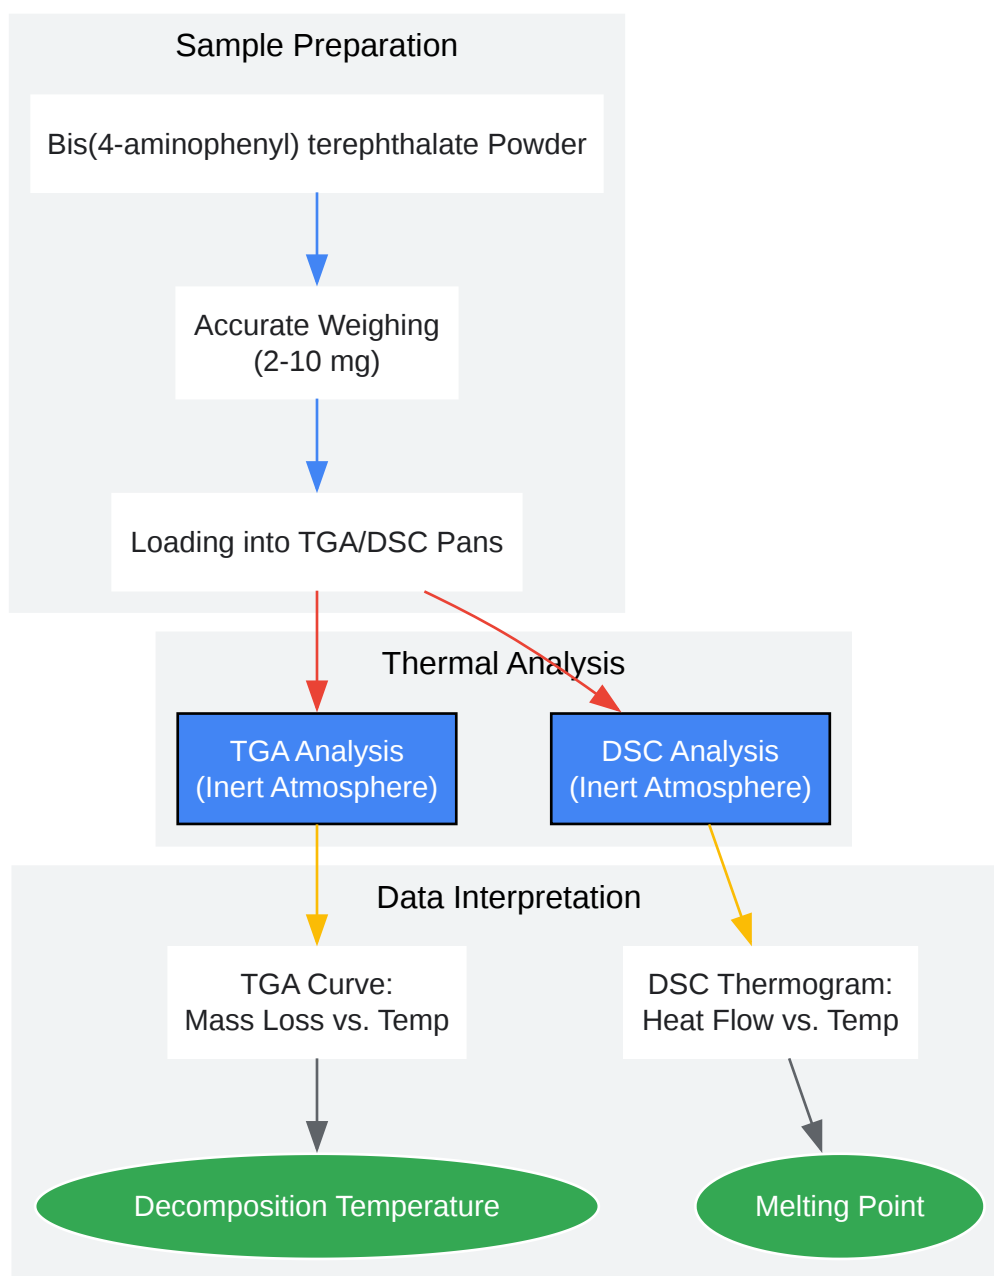 Sample Preparation
Bis(4-aminophenyl) terephthalate Powder
Accurate Weighing
(2-10 mg)
Loading into TGA/DSC Pans
Thermal Analysis
TGA Analysis
(Inert Atmosphere)
DSC Analysis
(Inert Atmosphere)
Data Interpretation
TGA Curve:
Mass Loss vs. Temp
DSC Thermogram:
Heat Flow vs. Temp
Decomposition Temperature
Melting Point